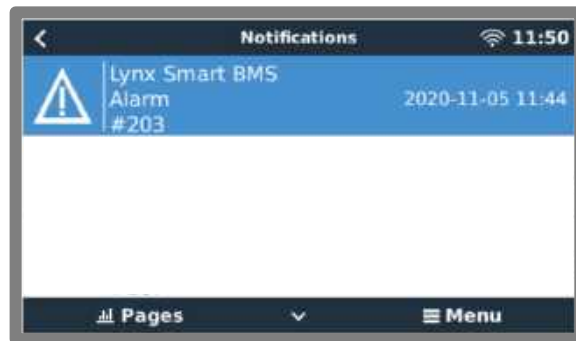 Notifications
11:50
Lynx Smart BMS
Alarm
2020-11-05 11:44
#203
Pages
Menu